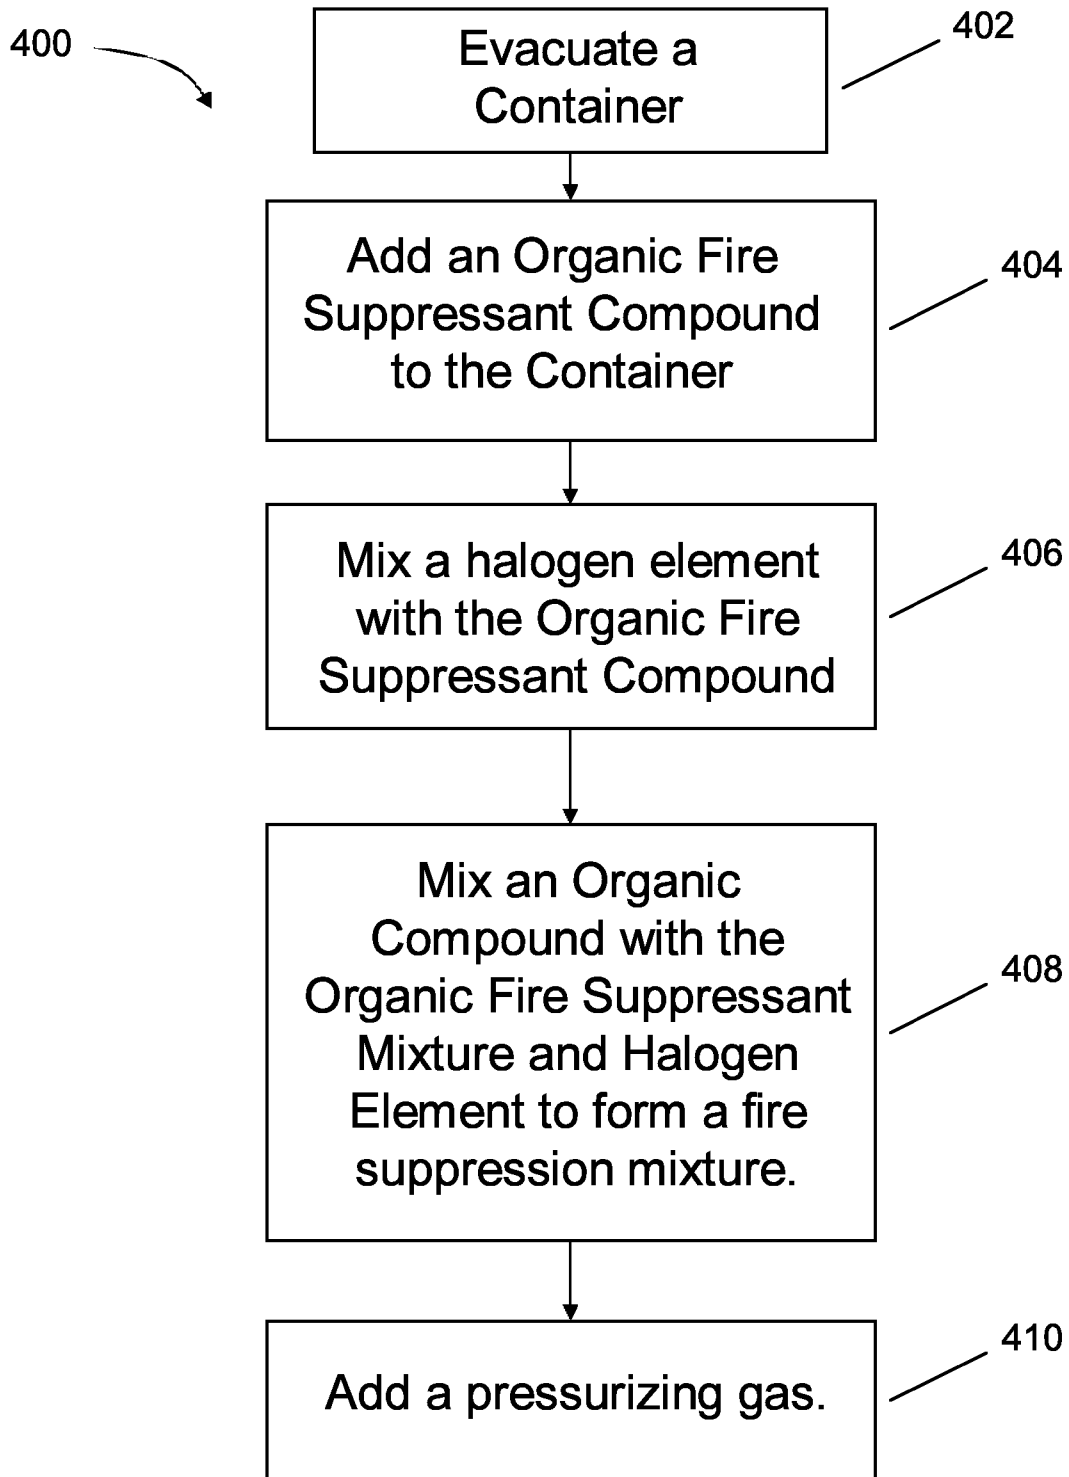 400
Evacuate a
Container
402
Add an Organic Fire
Suppressant Compound
to the Container
404
Mix a halogen element
with the Organic Fire
Suppressant Compound
406
Mix an Organic
Compound with the
Organic Fire Suppressant
Mixture and Halogen
Element to form a fire
suppression mixture.
408
Add a pressurizing gas.
410